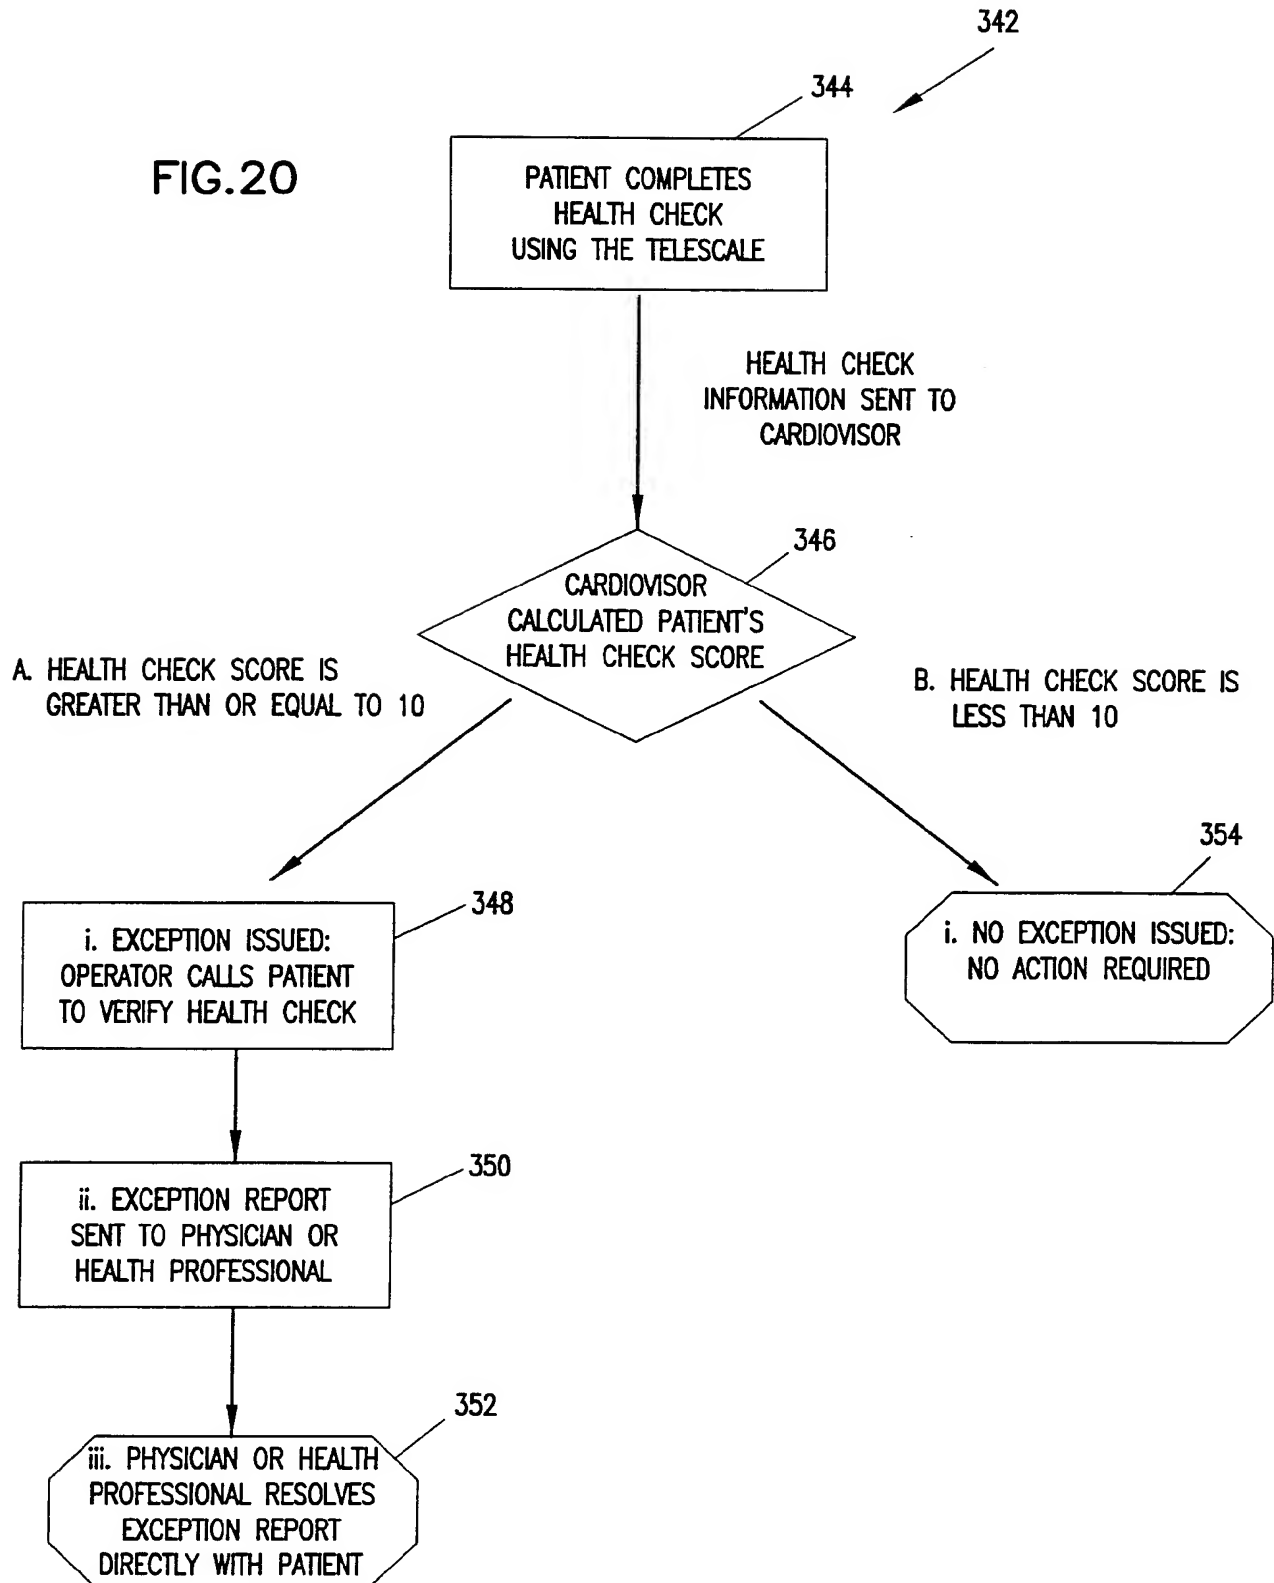 342
344
FIG.20
PATIENT COMPLETES
HEALTH CHECK
USING THE TELESCALE
HEALTH CHECK
INFORMATION SENT TO
CARDIOVISOR
346
CARDIOVISOR
CALCULATED PATIENT'S
HEALTH CHECK SCORE
A. HEALTH CHECK SCORE IS
GREATER THAN OR EQUAL TO 10
B. HEALTH CHECK SCORE IS
LESS THAN 10
354
348
i. EXCEPTION ISSUED:
OPERATOR CALLS PATIENT
TO VERIFY HEALTH CHECK
i. NO EXCEPTION ISSUED:
NO ACTION REQUIRED
350
ii. EXCEPTION REPORT
SENT TO PHYSICIAN OR
HEALTH PROFESSIONAL
352
iii. PHYSICIAN OR HEALTH
PROFESSIONAL RESOLVES
EXCEPTION REPORT
DIRECTLY WITH PATIENT